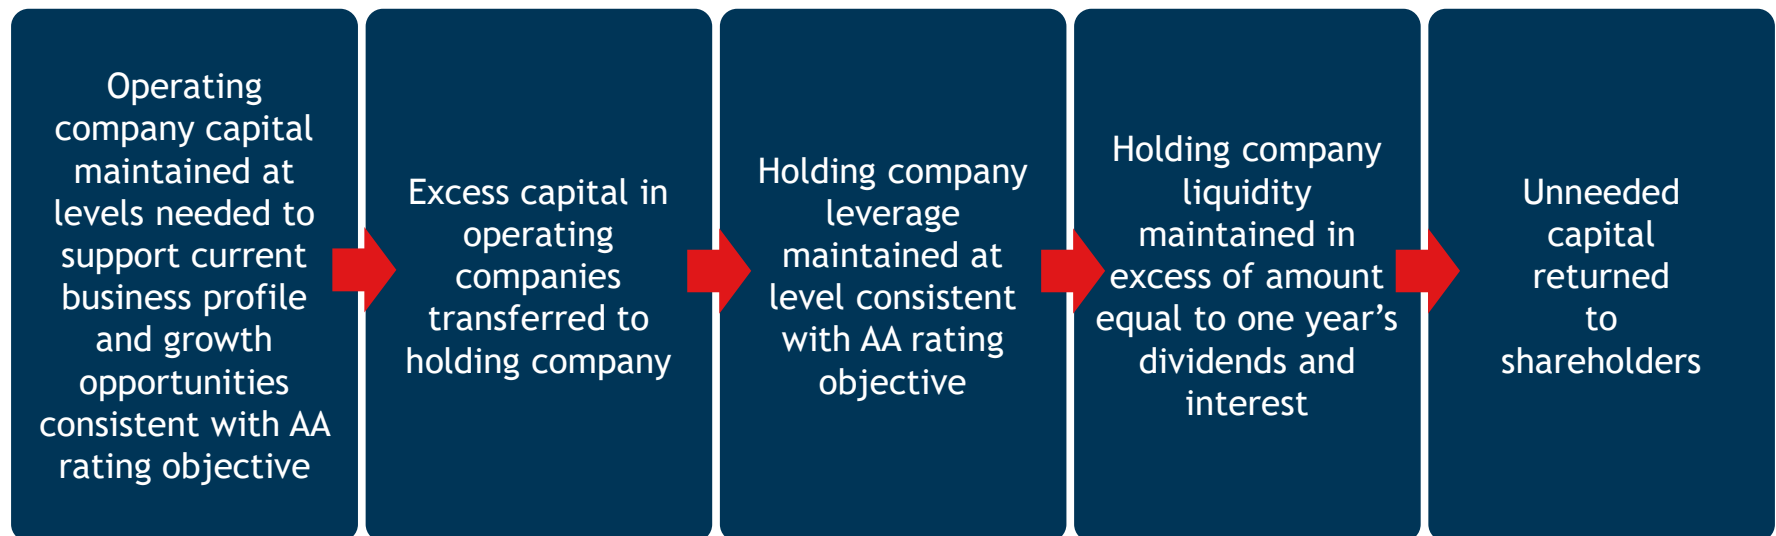 Operating
company capital
maintained at
levels needed to
support current
business profile
and growth
opportunities
consistent with AA
rating objective
Excess capital in
operating
companies
transferred to
holding company
Holding company
leverage
maintained at
level consistent
with AA rating
objective
Holding company
liquidity
maintained in
excess of amount
equal to one year’s
dividends and
interest
Unneeded
capital
returned
to
shareholders